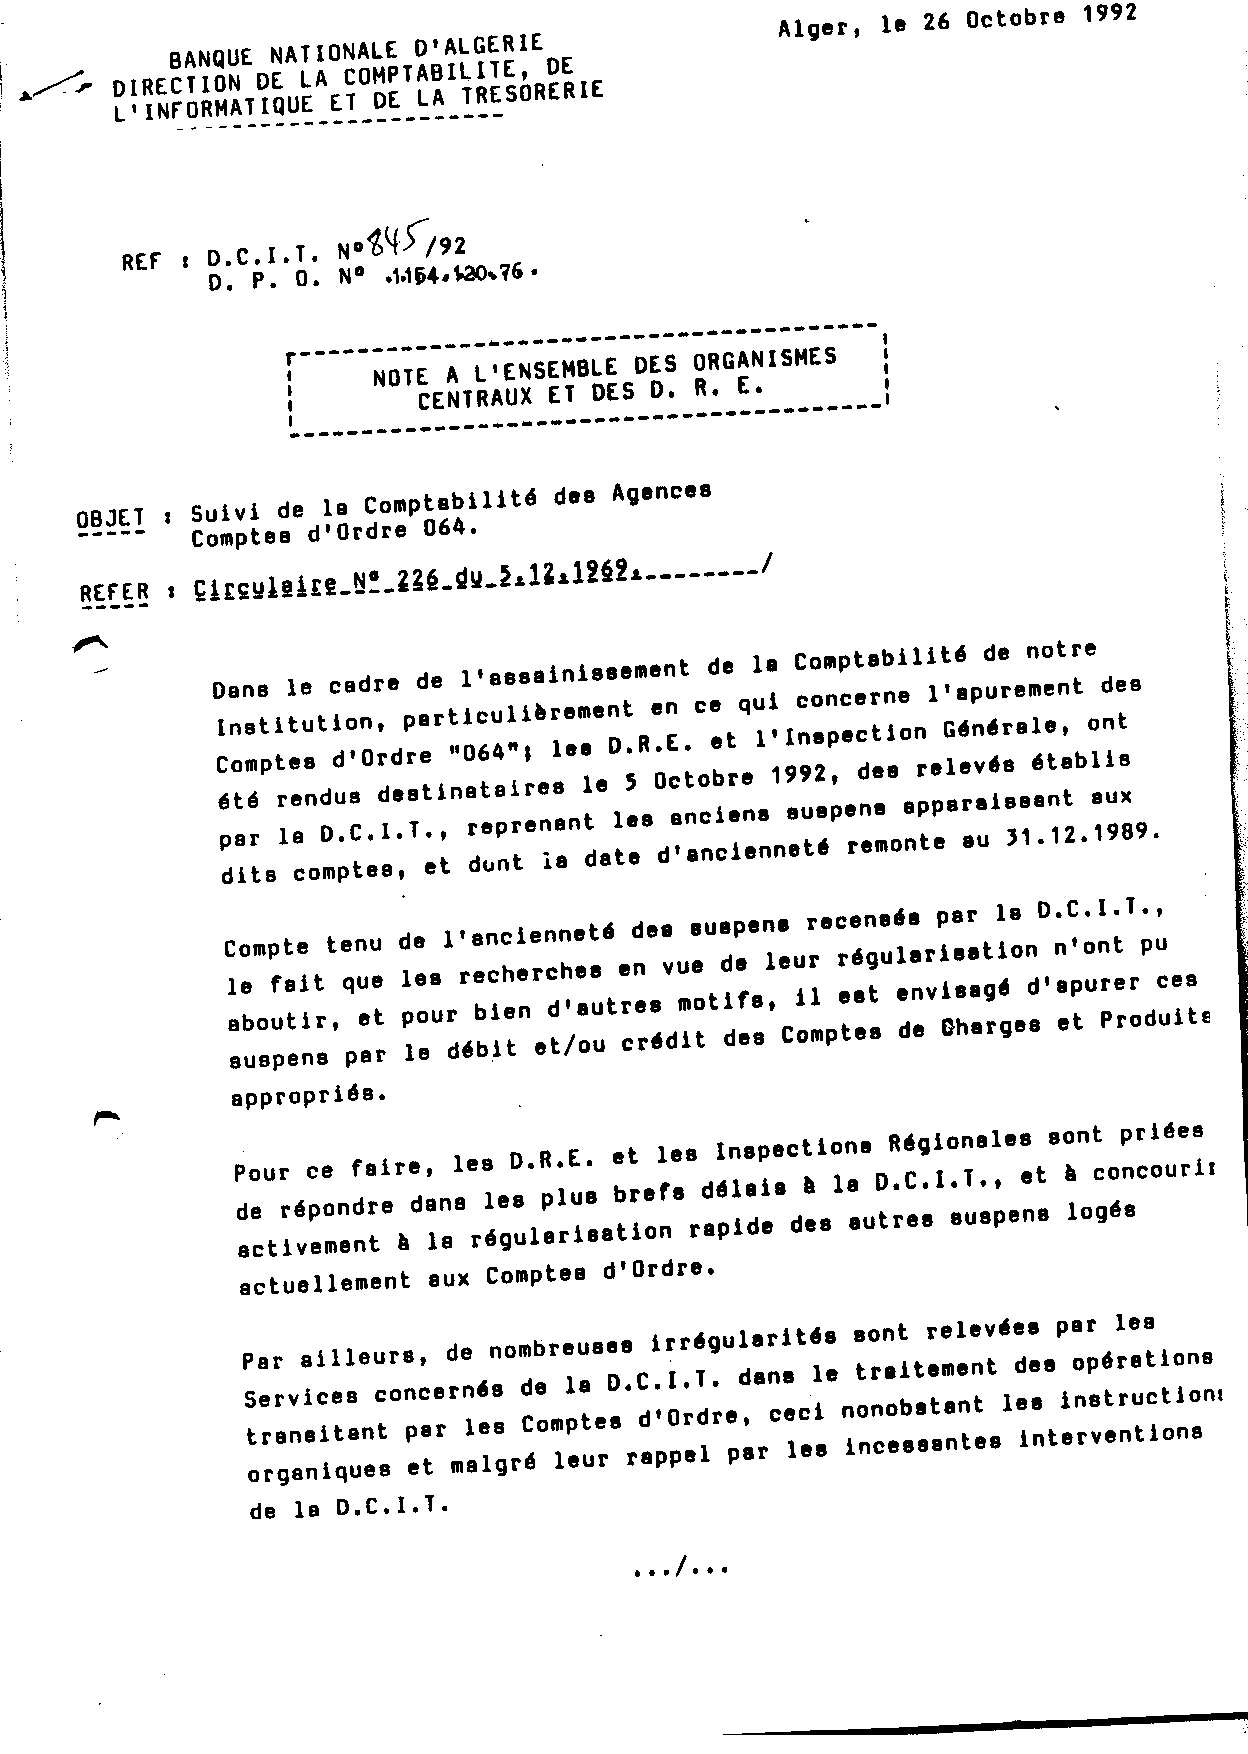 Alger, le 26 Octobre 1992
BANQUE NATIONALE D'ALGERIE
DIRECTION DE LA COMPTABILITE, DE
L'INFORMATIQUE ET DE LA TRESORERIE
REF : D.C.I.T. N° 845/92
D. P. O. N° .1.154.120.76.
NOTE A L'ENSEMBLE DES ORGANISMES
CENTRAUX ET DES D. R. E.
OBJET : Suivi de la Comptabilité des Agences
Comptes d'Ordre 064.
REFER : Circulaire N° 226 du 5.12.1969. /
Dans le cadre de l'assainissement de la Comptabilité de notre
Institution, particulièrement en ce qui concerne l'apurement des
Comptes d'Ordre "064"; les D.R.E. et l'Inspection Générale, ont
été rendus destinataires le 5 Octobre 1992, des relevés établis
par la D.C.I.T., reprenant les anciens suspens apparaissant aux
dits comptes, et dont la date d'ancienneté remonte au 31.12.1989.
Compte tenu de l'ancienneté des suspens recensés par la D.C.I.T.,
le fait que les recherches en vue de leur régularisation n'ont pu
aboutir, et pour bien d'autres motifs, il est envisagé d'apurer ces
suspens par le débit et/ou crédit des Comptes de Charges et Produits
appropriés.
Pour ce faire, les D.R.E. et les Inspections Régionales sont priées
de répondre dans les plus brefs délais à la D.C.I.T., et à concourir
activement à la régularisation rapide des autres suspens logés
actuellement aux Comptes d'Ordre.
Par ailleurs, de nombreuses irrégularités sont relevées par les
Services concernés de la D.C.I.T. dans le traitement des opérations
transitant par les Comptes d'Ordre, ceci nonobstant les instructions
organiques et malgré leur rappel par les incessantes interventions
de la D.C.I.T.
.../...